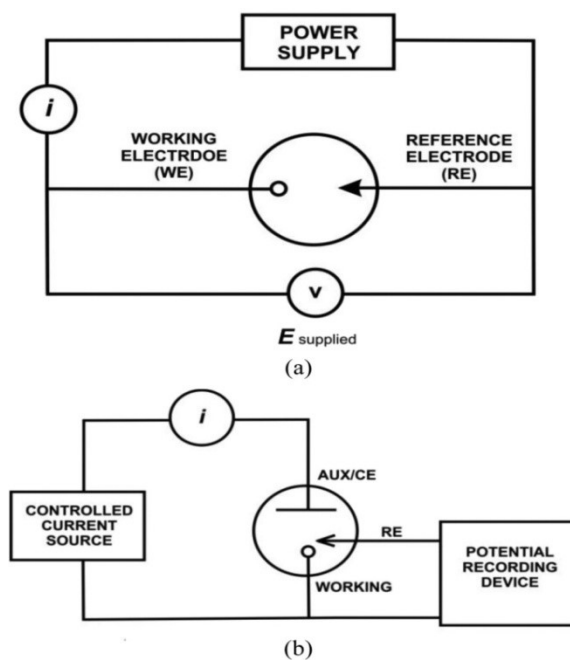 POWER
SUPPLY
i
WORKING
ELECTRDOE
(WE)
REFERENCE
ELECTRODE
(RE)
V
E supplied
(a)
i
AUX/CE
CONTROLLED
CURRENT
SOURCE
RE
POTENTIAL
RECORDING
DEVICE
WORKING
(b)